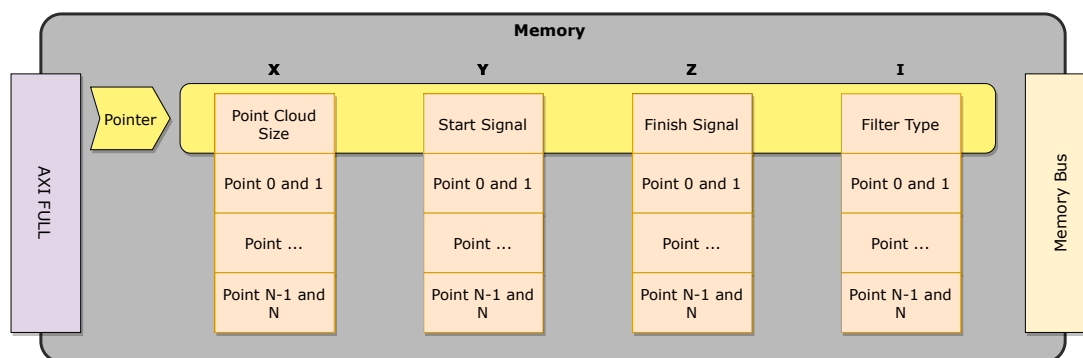 Memory
X Y Z I
AXI FULL
Pointer
Point Cloud
Size
Start Signal
Finish Signal
Filter Type
Point 0 and 1
Point 0 and 1
Point 0 and 1
Point 0 and 1
Point ...
Point ...
Point ...
Point ...
Point N-1 and
N
Point N-1 and
N
Point N-1 and
N
Point N-1 and
N
Memory Bus